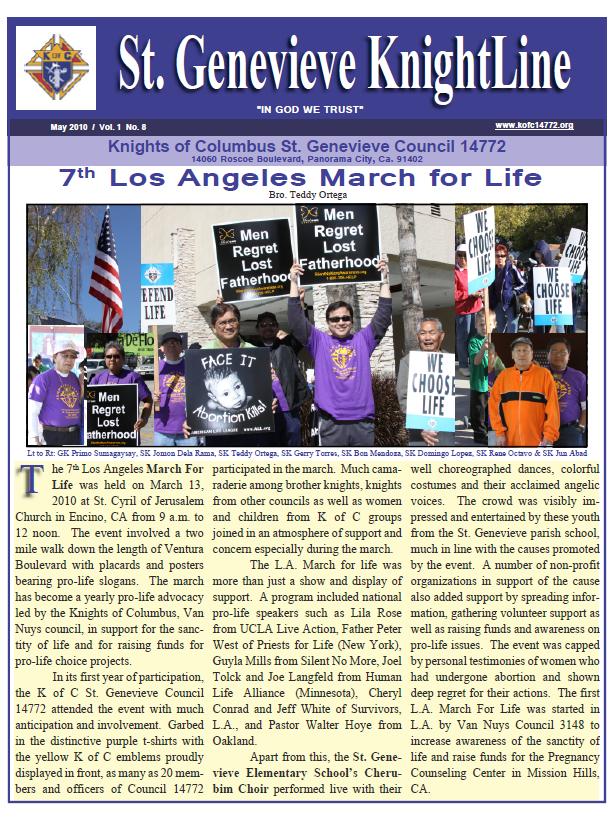 K OF C
St. Genevieve KnightLine
"IN GOD WE TRUST"
May 2010 / Vol. 1 No. 8
www.kofc14772.org
Knights of Columbus St. Genevieve Council 14772
14060 Roscoe Boulevard, Panorama City, Ca. 91402
7th Los Angeles March for Life
Bro. Teddy Ortega
EFEND
LIFE
Men
Regret
Lost
Fatherhood
Men
Regret
Lost
Fatherhood
WE
CHOOSE
LIFE
WE
CHOOSE
LIFE
WE
CHOOSE
LIFE
Men
Regret
Lost
Fatherhood
FACE IT
Abortion Kills!
AMERICAN LIFE LEAGUE www.ALL.org
WE
CHOOSE
LIFE
Lt to Rt: GK Primo Sumagaysay, SK Jomon Dela Rama, SK Teddy Ortega, SK Gerry Torres, SK Bon Mendoza, SK Domingo Lopez, SK Rene Octavo & SK Jun Abad
The 7th Los Angeles March For
Life was held on March 13,
2010 at St. Cyril of Jerusalem
Church in Encino, CA from 9 a.m. to
12 noon. The event involved a two
mile walk down the length of Ventura
Boulevard with placards and posters
bearing pro-life slogans. The march
has become a yearly pro-life advocacy
led by the Knights of Columbus, Van
Nuys council, in support for the sanc-
tity of life and for raising funds for
pro-life choice projects.
In its first year of participation,
the K of C St. Genevieve Council
14772 attended the event with much
anticipation and involvement. Garbed
in the distinctive purple t-shirts with
the yellow K of C emblems proudly
displayed in front, as many as 20 mem-
bers and officers of Council 14772
participated in the march. Much cama-
raderie among brother knights, knights
from other councils as well as women
and children from K of C groups
joined in an atmosphere of support and
concern especially during the march.
The L.A. March for life was
more than just a show and display of
support. A program included national
pro-life speakers such as Lila Rose
from UCLA Live Action, Father Peter
West of Priests for Life (New York),
Guyla Mills from Silent No More, Joel
Tolck and Joe Langfeld from Human
Life Alliance (Minnesota), Cheryl
Conrad and Jeff White of Survivors,
L.A., and Pastor Walter Hoye from
Oakland.
Apart from this, the St. Gene-
vieve Elementary School's Cheru-
bim Choir performed live with their
well choreographed dances, colorful
costumes and their acclaimed angelic
voices. The crowd was visibly im-
pressed and entertained by these youth
from the St. Genevieve parish school,
much in line with the causes promoted
by the event. A number of non-profit
organizations in support of the cause
also added support by spreading infor-
mation, gathering volunteer support as
well as raising funds and awareness on
pro-life issues. The event was capped
by personal testimonies of women who
had undergone abortion and shown
deep regret for their actions. The first
L.A. March For Life was started in
L.A. by Van Nuys Council 3148 to
increase awareness of the sanctity of
life and raise funds for the Pregnancy
Counseling Center in Mission Hills,
CA.